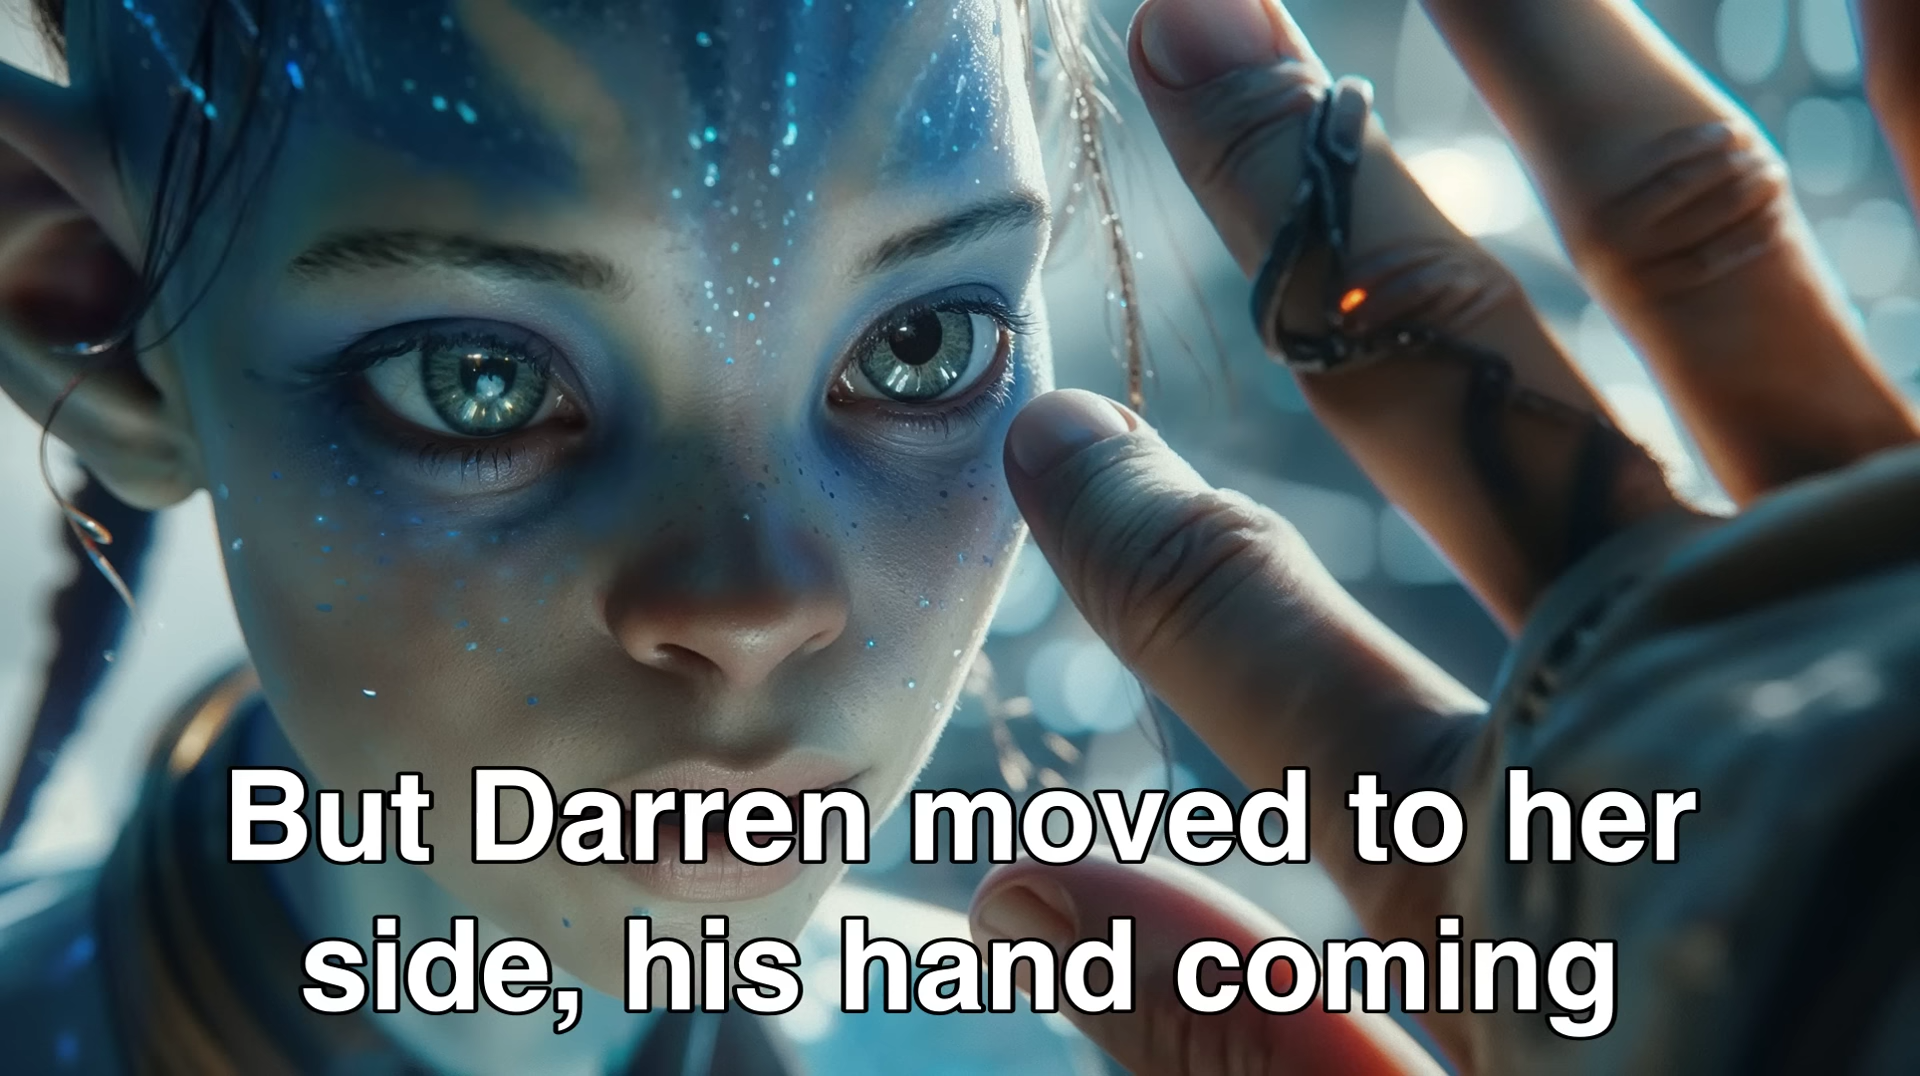 But Darren moved to her
side, his hand coming